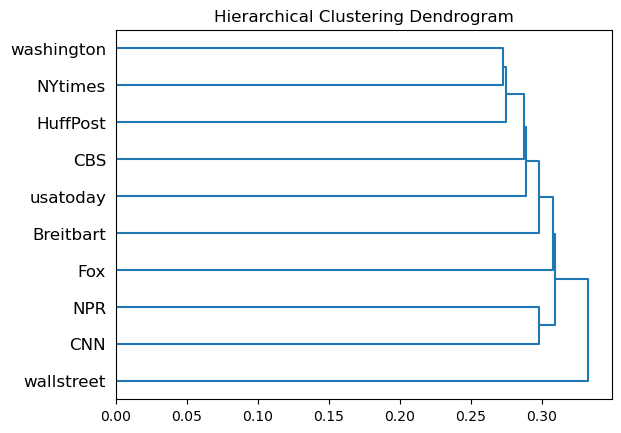 Hierarchical Clustering Dendrogram
washington
NYtimes
HuffPost
CBS
usatoday
Breitbart
Fox
NPR
CNN
wallstreet
0.00 0.05 0.10 0.15 0.20 0.25 0.30